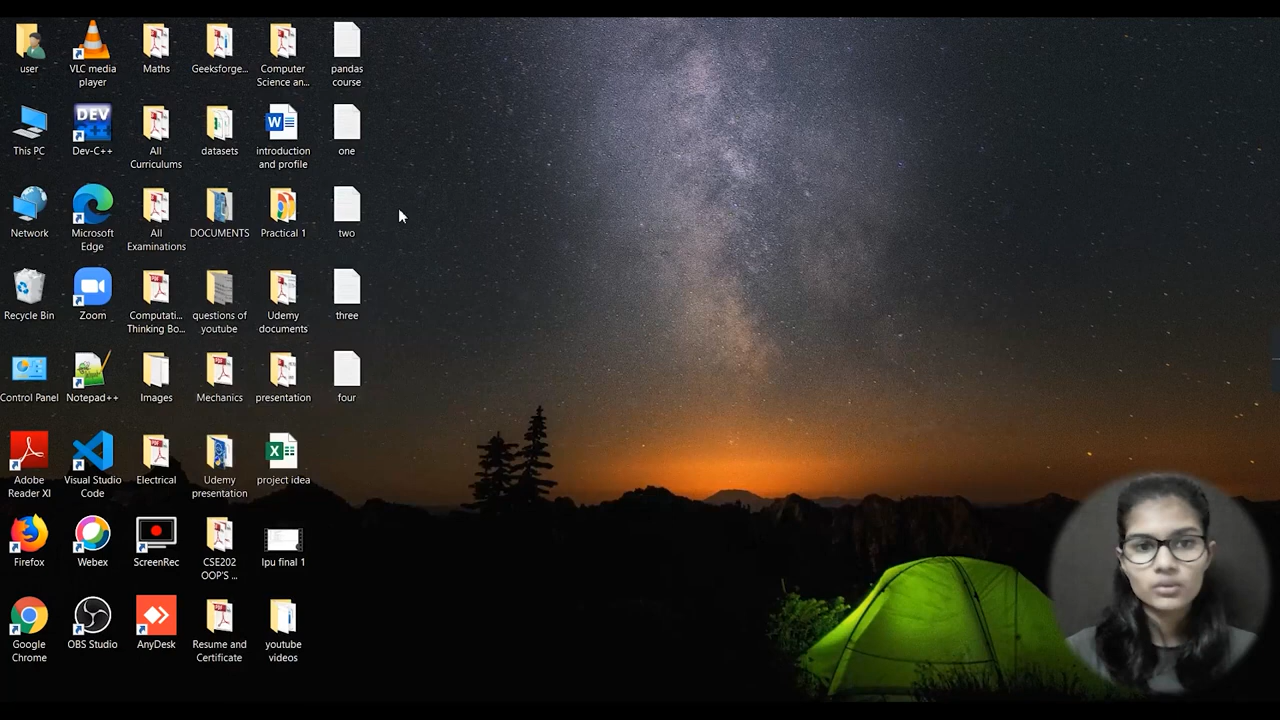 user
VLC media
player
Maths
Geeksforge...
Computer
Science an...
pandas
course
This PC
Dev-C++
All
Curriculums
datasets
introduction
and profile
one
Network
Microsoft
Edge
All
Examinations
DOCUMENTS
Practical 1
two
Recycle Bin
Zoom
Computati...
Thinking Bo...
questions of
youtube
Udemy
documents
three
Control Panel
Notepad++
Images
Mechanics
presentation
four
Adobe
Reader XI
Visual Studio
Code
Electrical
Udemy
presentation
project idea
Firefox
Webex
ScreenRec
CSE202
OOP'S ...
lpu final 1
Google
Chrome
OBS Studio
AnyDesk
Resume and
Certificate
youtube
videos